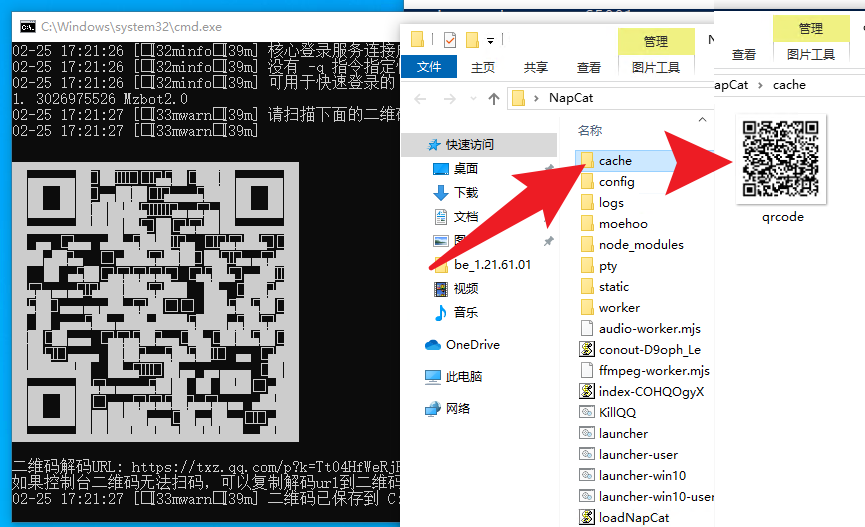 C:\Windows\system32\cmd.exe
02-25 17:21:26 [32minfo[39m] 核心登录服务连接
02-25 17:21:26 [32minfo[39m] 没有 -q 指令指定
02-25 17:21:26 [32minfo[39m] 可用于快速登录的
1. 3026975526 Mzbot2.0
02-25 17:21:27 [33mwarn[39m] 请扫描下面的二维码
02-25 17:21:27 [33mwarn[39m]
二维码解码URL: https://txz.qq.com/p?k=Tt04HfWeRj
如果控制台二维码无法扫码，可以复制解码url到二维码
02-25 17:21:27 [33mwarn[39m] 二维码已保存到 C:
管理
文件
主页
共享
查看
图片工具
NapCat
名称
快速访问
桌面
下载
文档
be_1.21.61.01
视频
音乐
OneDrive
此电脑
网络
cache
config
logs
moehoo
node_modules
pty
static
worker
audio-worker.mjs
conout-D9oph_Le
ffmpeg-worker.mjs
index-COHQOgyX
KillQQ
launcher
launcher-user
launcher-win10
launcher-win10-user
loadNapCat
管理
查看
图片工具
apCat
cache
qrcode